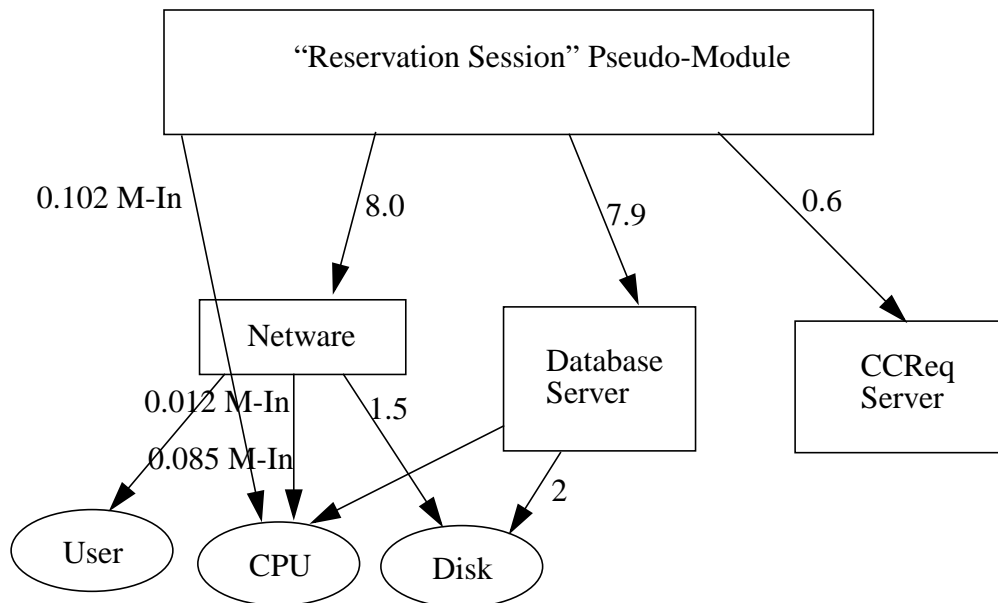 “Reservation Session” Pseudo-Module
0.102 M-In
8.0
7.9
0.6
Netware
Database
Server
CCReq
Server
0.012 M-In
1.5
0.085 M-In
2
User
CPU
Disk